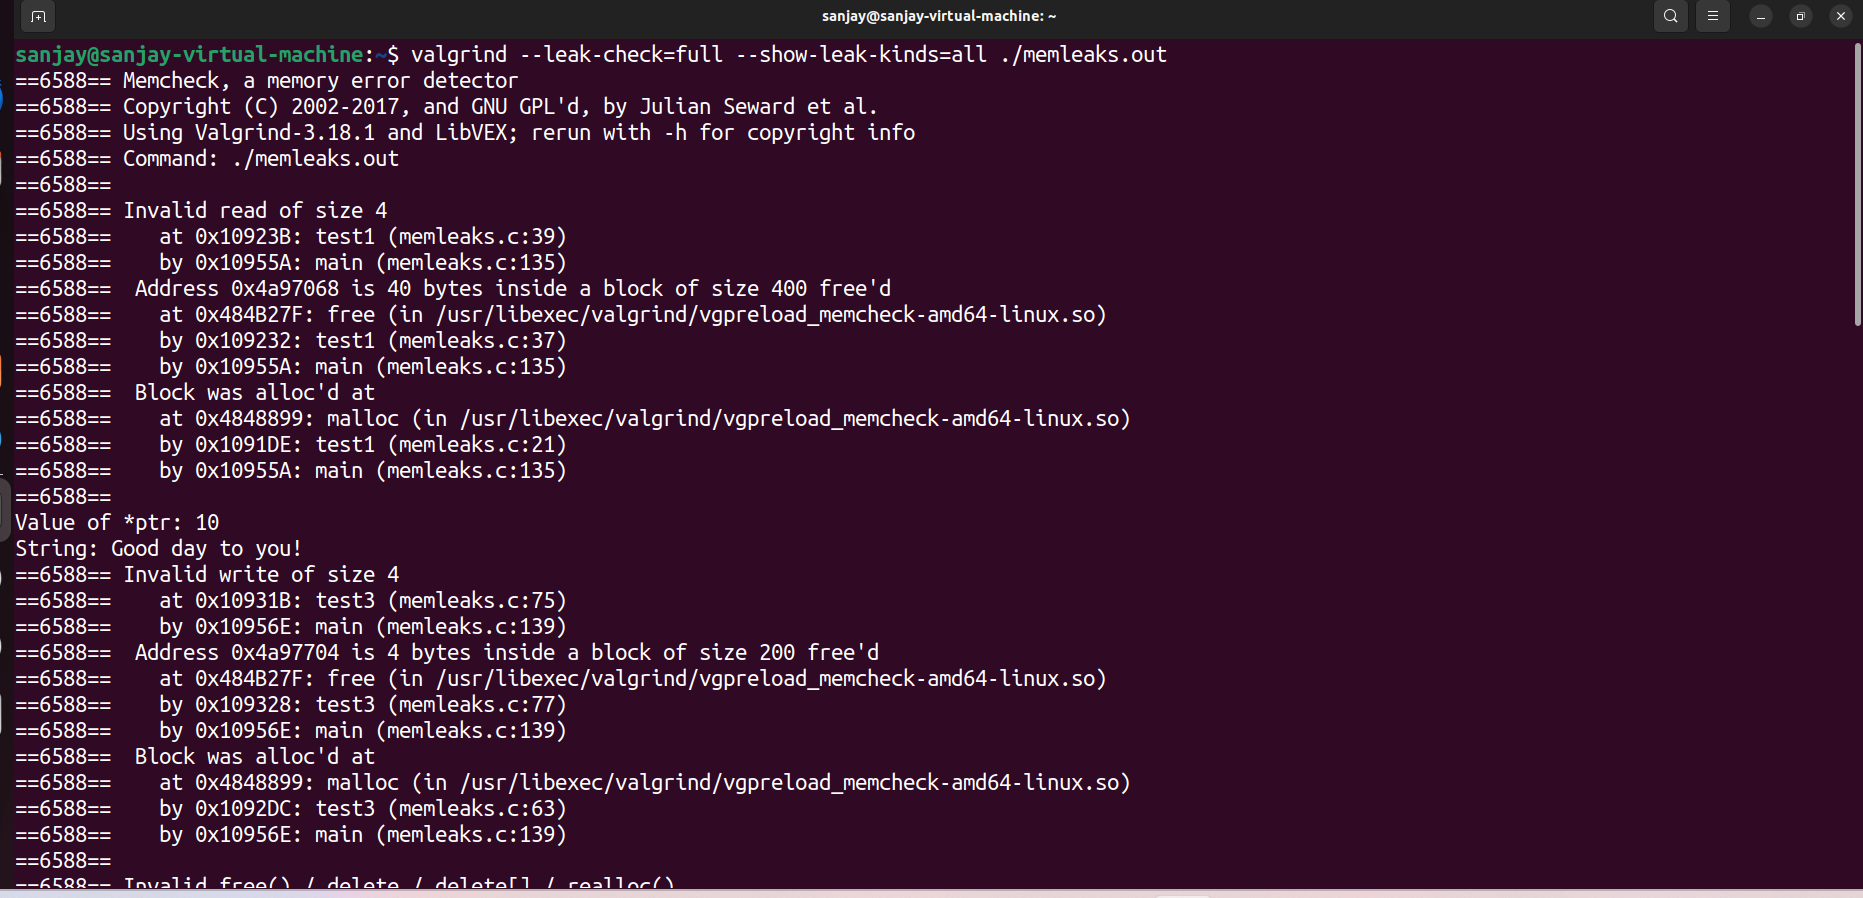 sanjay@sanjay-virtual-machine: ~
sanjay@sanjay-virtual-machine:~$ valgrind --leak-check=full --show-leak-kinds=all ./memleaks.out
==6588== Memcheck, a memory error detector
==6588== Copyright (C) 2002-2017, and GNU GPL'd, by Julian Seward et al.
==6588== Using Valgrind-3.18.1 and LibVEX; rerun with -h for copyright info
==6588== Command: ./memleaks.out
==6588==
==6588== Invalid read of size 4
==6588==    at 0x10923B: test1 (memleaks.c:39)
==6588==    by 0x10955A: main (memleaks.c:135)
==6588==  Address 0x4a97068 is 40 bytes inside a block of size 400 free'd
==6588==    at 0x484B27F: free (in /usr/libexec/valgrind/vgpreload_memcheck-amd64-linux.so)
==6588==    by 0x109232: test1 (memleaks.c:37)
==6588==    by 0x10955A: main (memleaks.c:135)
==6588==  Block was alloc'd at
==6588==    at 0x4848899: malloc (in /usr/libexec/valgrind/vgpreload_memcheck-amd64-linux.so)
==6588==    by 0x1091DE: test1 (memleaks.c:21)
==6588==    by 0x10955A: main (memleaks.c:135)
==6588==
Value of *ptr: 10
String: Good day to you!
==6588== Invalid write of size 4
==6588==    at 0x10931B: test3 (memleaks.c:75)
==6588==    by 0x10956E: main (memleaks.c:139)
==6588==  Address 0x4a97704 is 4 bytes inside a block of size 200 free'd
==6588==    at 0x484B27F: free (in /usr/libexec/valgrind/vgpreload_memcheck-amd64-linux.so)
==6588==    by 0x109328: test3 (memleaks.c:77)
==6588==    by 0x10956E: main (memleaks.c:139)
==6588==  Block was alloc'd at
==6588==    at 0x4848899: malloc (in /usr/libexec/valgrind/vgpreload_memcheck-amd64-linux.so)
==6588==    by 0x1092DC: test3 (memleaks.c:63)
==6588==    by 0x10956E: main (memleaks.c:139)
==6588==
==6588== Invalid free() / delete / delete[] / realloc()